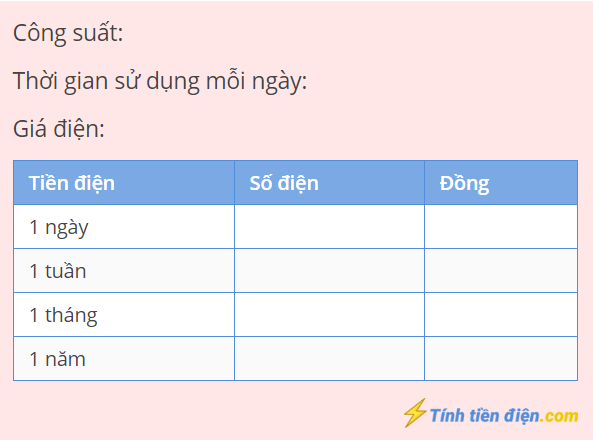 Công suất:
Thời gian sử dụng mỗi ngày:
Giá điện:
Tiền điện Số điện Đồng
1 ngày
1 tuần
1 tháng
1 năm
Tính tiền điện.com